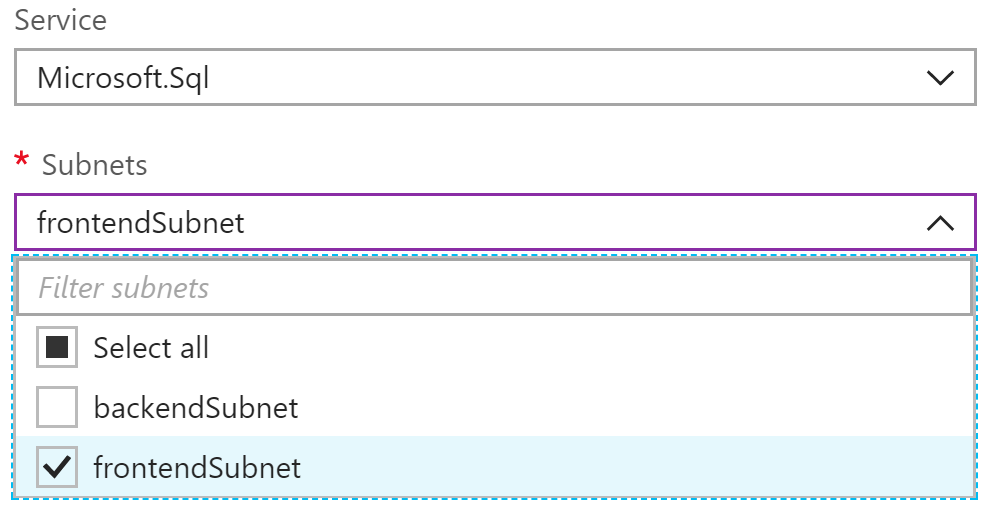 Service
Microsoft.Sql
* Subnets
frontendSubnet
Filter subnets
Select all
backendSubnet
frontendSubnet